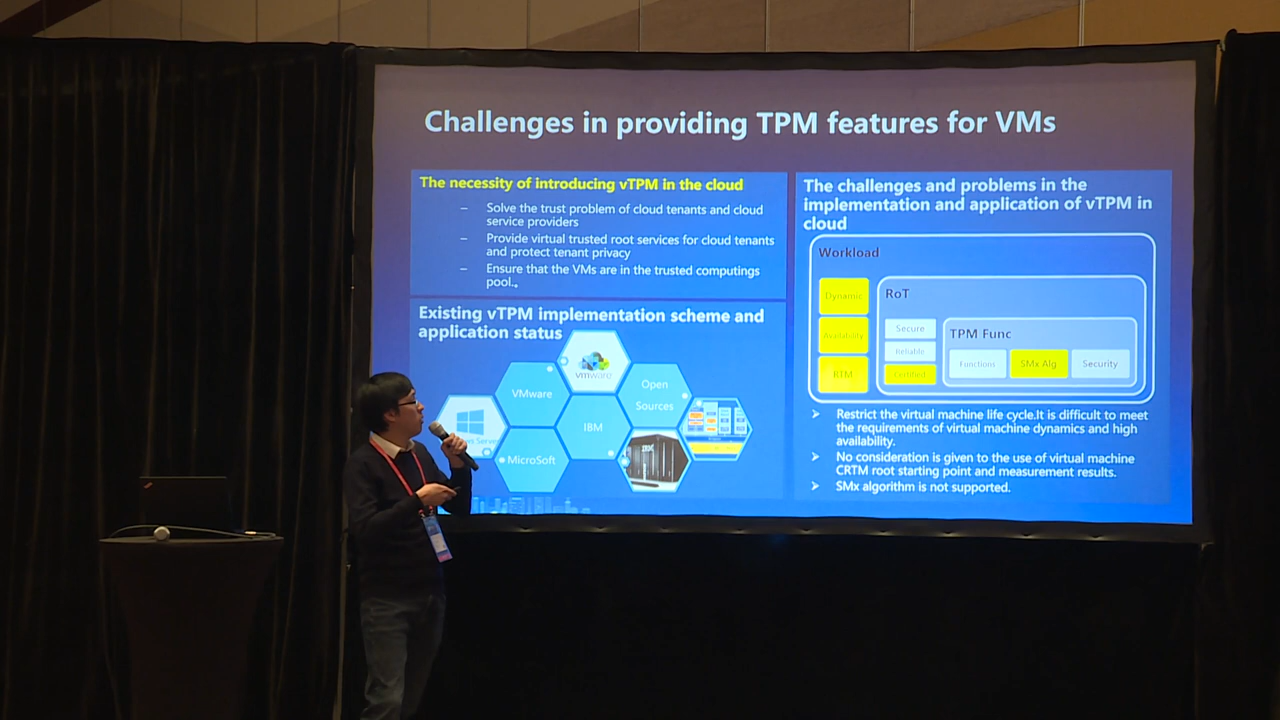 Challenges in providing TPM features for VMs
The necessity of introducing vTPM in the cloud
– Solve the trust problem of cloud tenants and cloud
service providers
– Provide virtual trusted root services for cloud tenants
and protect tenant privacy
– Ensure that the VMs are in the trusted computings
pool.。
Existing vTPM implementation scheme and
application status
vmware
VMware
Open
Sources
IBM
MicroSoft
The challenges and problems in the
implementation and application of vTPM in
cloud
Workload
Dynamic
Availability
RTM
RoT
Secure
Reliable
Certified
TPM Func
Functions
SMx Alg
Security
➢ Restrict the virtual machine life cycle.It is difficult to meet
the requirements of virtual machine dynamics and high
availability.
➢ No consideration is given to the use of virtual machine
CRTM root starting point and measurement results.
➢ SMx algorithm is not supported.